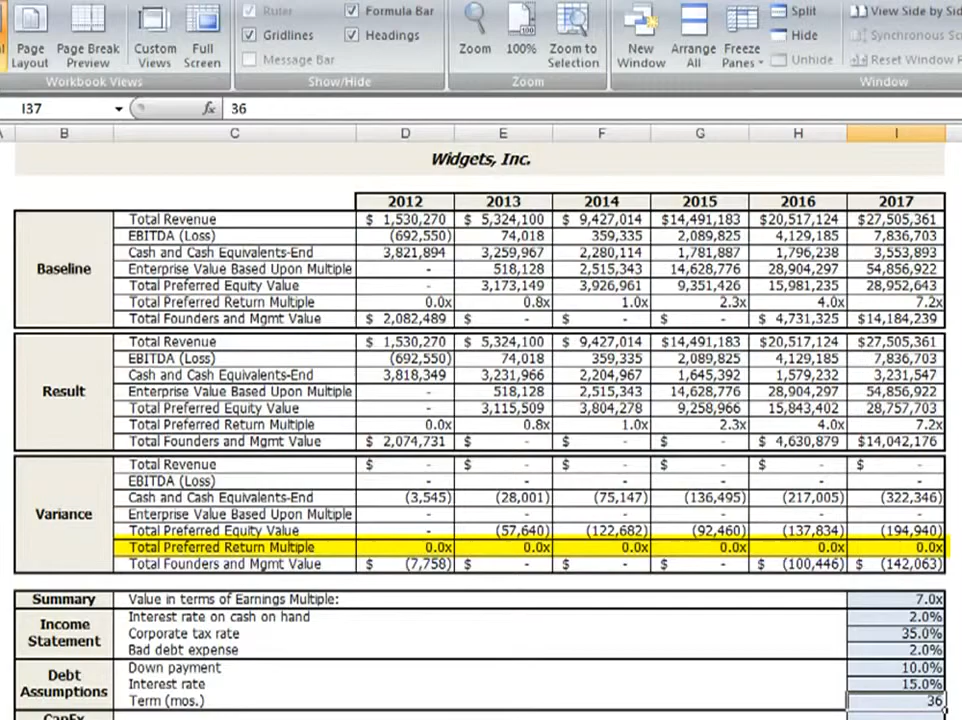 Ruler Formula Bar Split View Side by Sid
Gridlines Headings Hide Synchronous Sc
Page Layout Page Break Preview Custom Views Full Screen Message Bar Zoom 100% Zoom to Selection New Window Arrange All Freeze Panes Unhide Reset Window
Workbook Views Show/Hide Zoom Window
I37 fx 36
B C D E F G H I
Widgets, Inc.
2012 2013 2014 2015 2016 2017
Total Revenue $ 1,530,270 $ 5,324,100 $ 9,427,014 $14,491,183 $20,517,124 $27,505,361
EBITDA (Loss) (692,550) 74,018 359,335 2,089,825 4,129,185 7,836,703
Cash and Cash Equivalents-End 3,821,894 3,259,967 2,280,114 1,781,887 1,796,238 3,553,893
Baseline Enterprise Value Based Upon Multiple - 518,128 2,515,343 14,628,776 28,904,297 54,856,922
Total Preferred Equity Value - 3,173,149 3,926,961 9,351,426 15,981,235 28,952,643
Total Preferred Return Multiple 0.0x 0.8x 1.0x 2.3x 4.0x 7.2x
Total Founders and Mgmt Value $ 2,082,489 $ - $ - $ - $ 4,731,325 $14,184,239
Total Revenue $ 1,530,270 $ 5,324,100 $ 9,427,014 $14,491,183 $20,517,124 $27,505,361
EBITDA (Loss) (692,550) 74,018 359,335 2,089,825 4,129,185 7,836,703
Cash and Cash Equivalents-End 3,818,349 3,231,966 2,204,967 1,645,392 1,579,232 3,231,547
Result Enterprise Value Based Upon Multiple - 518,128 2,515,343 14,628,776 28,904,297 54,856,922
Total Preferred Equity Value - 3,115,509 3,804,278 9,258,966 15,843,402 28,757,703
Total Preferred Return Multiple 0.0x 0.8x 1.0x 2.3x 4.0x 7.2x
Total Founders and Mgmt Value $ 2,074,731 $ - $ - $ - $ 4,630,879 $14,042,176
Total Revenue $ - $ - $ - $ - $ - $ -
EBITDA (Loss) - - - - - -
Cash and Cash Equivalents-End (3,545) (28,001) (75,147) (136,495) (217,005) (322,346)
Variance Enterprise Value Based Upon Multiple - - - - - -
Total Preferred Equity Value - (57,640) (122,682) (92,460) (137,834) (194,940)
Total Preferred Return Multiple 0.0x 0.0x 0.0x 0.0x 0.0x 0.0x
Total Founders and Mgmt Value $ (7,758) $ - $ - $ - $ (100,446) $ (142,063)
Summary Value in terms of Earnings Multiple: 7.0x
Income Statement Interest rate on cash on hand 2.0%
Corporate tax rate 35.0%
Bad debt expense 2.0%
Debt Assumptions Down payment 10.0%
Interest rate 15.0%
Term (mos.) 36